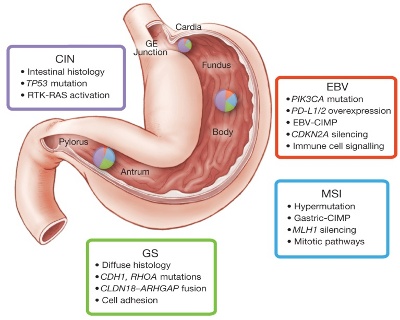 Cardia
CIN
• Intestinal histology
• TP53 mutation
• RTK-RAS activation
GE
Junction
Fundus
Body
Pylorus
Antrum
EBV
• PIK3CA mutation
• PD-L1/2 overexpression
• EBV-CIMP
• CDKN2A silencing
• Immune cell signalling
MSI
• Hypermutation
• Gastric-CIMP
• MLH1 silencing
• Mitotic pathways
GS
• Diffuse histology
• CDH1, RHOA mutations
• CLDN18–ARHGAP fusion
• Cell adhesion